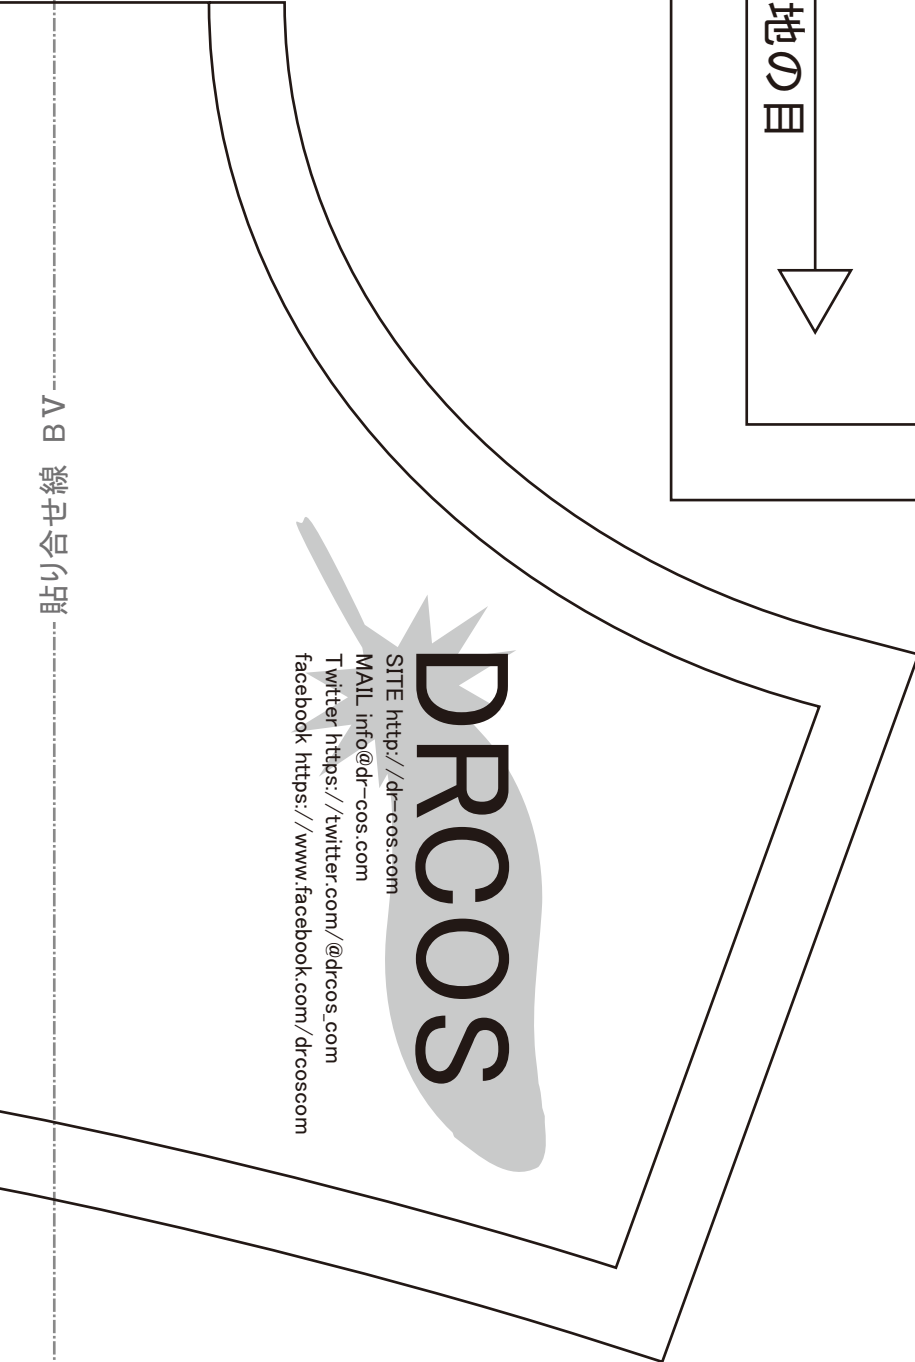 地の目
貼り合せ線 BV
DRCOS
SITE http://dr-cos.com
MAIL info@dr-cos.com
Twitter https://twitter.com/@drcos_com
facebook https://www.facebook.com/drcoscom